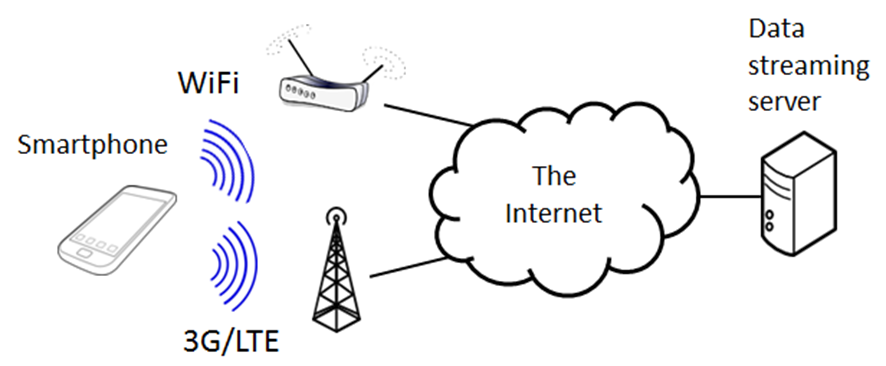 Data
streaming
server
WiFi
Smartphone
The
Internet
3G/LTE